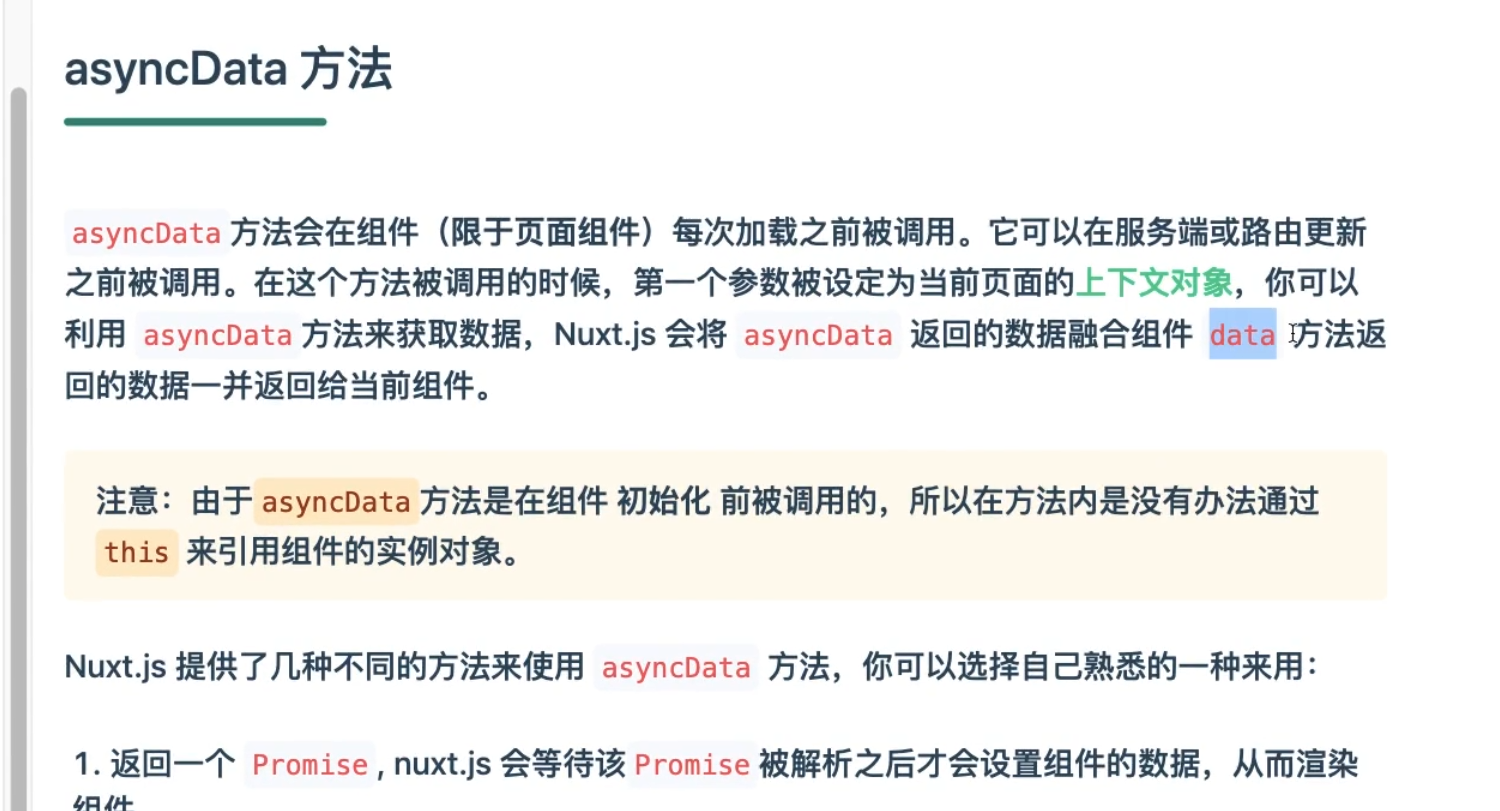 asyncData 方法
asyncData方法会在组件（限于页面组件）每次加载之前被调用。它可以在服务端或路由更新
之前被调用。在这个方法被调用的时候，第一个参数被设定为当前页面的上下文对象，你可以
利用 asyncData方法来获取数据，Nuxt.js 会将 asyncData 返回的数据融合组件 data 方法返
回的数据一并返回给当前组件。
注意：由于asyncData方法是在组件 初始化 前被调用的，所以在方法内是没有办法通过
this 来引用组件的实例对象。
Nuxt.js 提供了几种不同的方法来使用 asyncData 方法，你可以选择自己熟悉的一种来用：
1. 返回一个 Promise, nuxt.js 会等待该Promise被解析之后才会设置组件的数据，从而渲染
组件